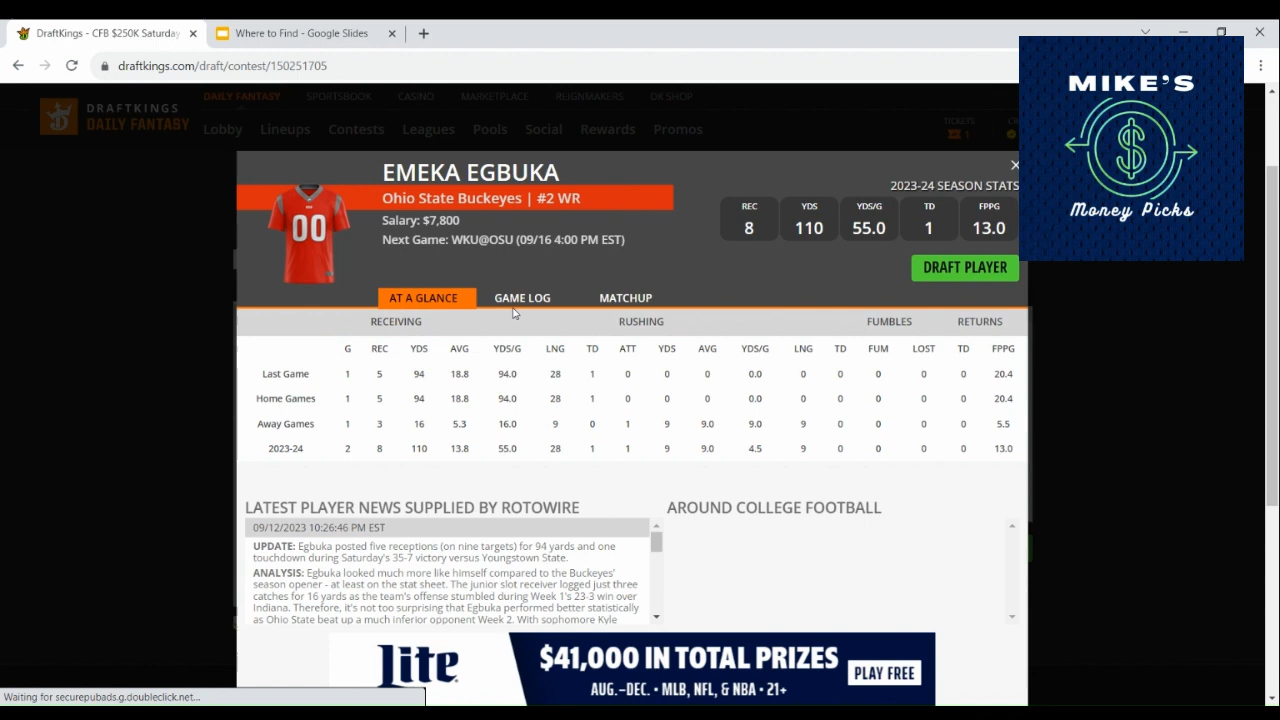 DraftKings - CFB $250K Saturday
Where to Find - Google Slides
draftkings.com/draft/contest/150251705
MIKE'S
$
Money Picks
DRAFTKINGS
DAILY FANTASY
DAILY FANTASY SPORTSBOOK CASINO MARKETPLACE REIGNMAKERS DK SHOP
Lobby Lineups Contests Leagues Pools Social Rewards Promos
TICKETS
1
EMEKA EGBUKA
Ohio State Buckeyes | #2 WR
Salary: $7,800
Next Game: WKU@OSU (09/16 4:00 PM EST)
00
2023-24 SEASON STATS
REC YDS YDS/G TD FPPG
8 110 55.0 1 13.0
DRAFT PLAYER
AT A GLANCE GAME LOG MATCHUP
RECEIVING RUSHING FUMBLES RETURNS
G REC YDS AVG YDS/G LNG TD ATT YDS AVG YDS/G LNG TD FUM LOST TD FPPG
Last Game 1 5 94 18.8 94.0 28 1 0 0 0 0.0 0 0 0 0 0 20.4
Home Games 1 5 94 18.8 94.0 28 1 0 0 0 0.0 0 0 0 0 0 20.4
Away Games 1 3 16 5.3 16.0 9 0 1 9 9.0 9.0 9 0 0 0 0 5.5
2023-24 2 8 110 13.8 55.0 28 1 1 9 9.0 4.5 9 0 0 0 0 13.0
LATEST PLAYER NEWS SUPPLIED BY ROTOWIRE
09/12/2023 10:26:46 PM EST
UPDATE: Egbuka posted five receptions (on nine targets) for 94 yards and one
touchdown during Saturday's 35-7 victory versus Youngstown State.
ANALYSIS: Egbuka looked much more like himself compared to the Buckeyes'
season opener - at least on the stat sheet. The junior slot receiver logged just three
catches for 16 yards as the team's offense stumbled during Week 1's 23-3 win over
Indiana. Therefore, it's not too surprising that Egbuka performed better statistically
as Ohio State beat up a much inferior opponent Week 2. With sophomore Kyle
AROUND COLLEGE FOOTBALL
Lite
$41,000 IN TOTAL PRIZES
AUG.-DEC. • MLB, NFL, & NBA • 21+
PLAY FREE
Waiting for securepubads.g.doubleclick.net...